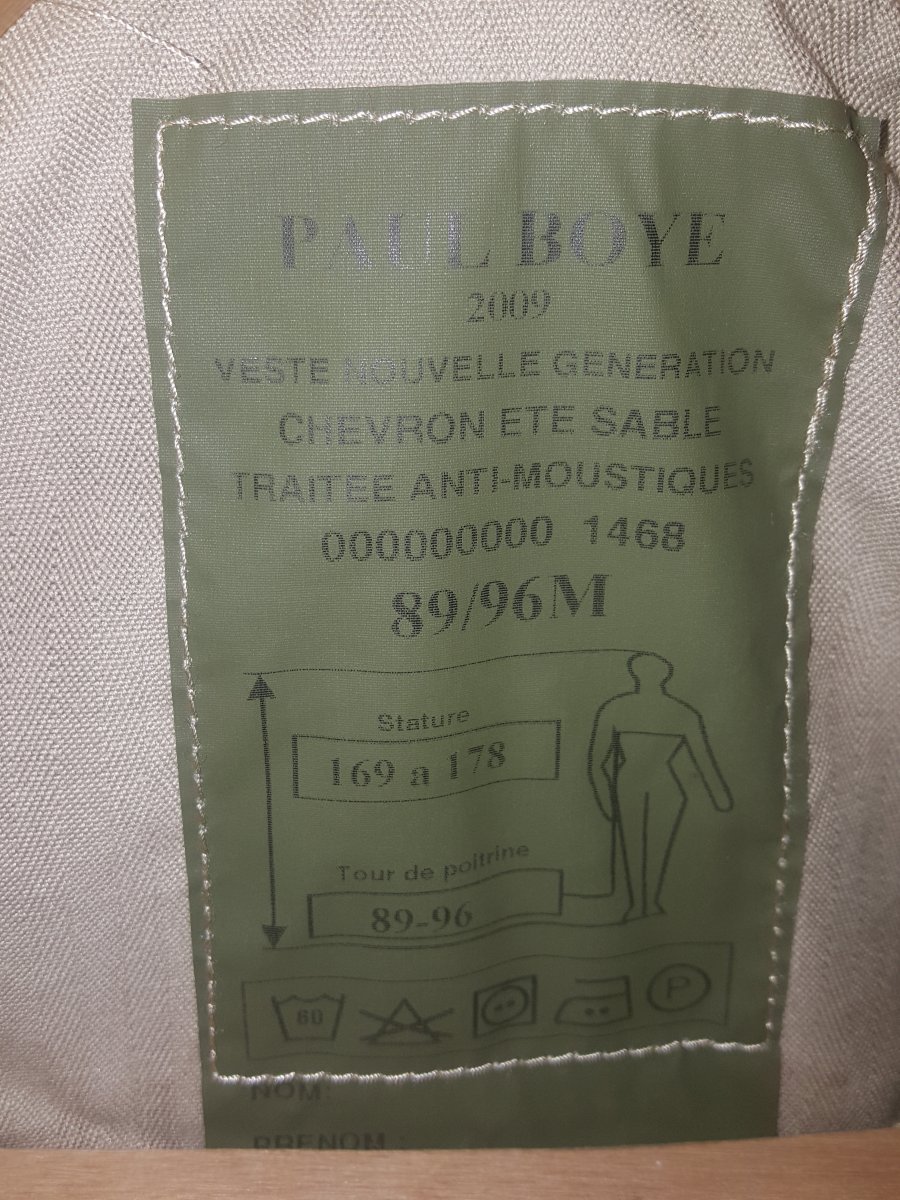 PAUL BOYE
2009
VESTE NOUVELLE GENERATION
CHEVRON ETE SABLE
TRAITEE ANTI-MOUSTIQUES
000000000 1468
89/96M
Stature
169 a 178
Tour de poitrine
89-96
60
P
NOM:
PRENOM :